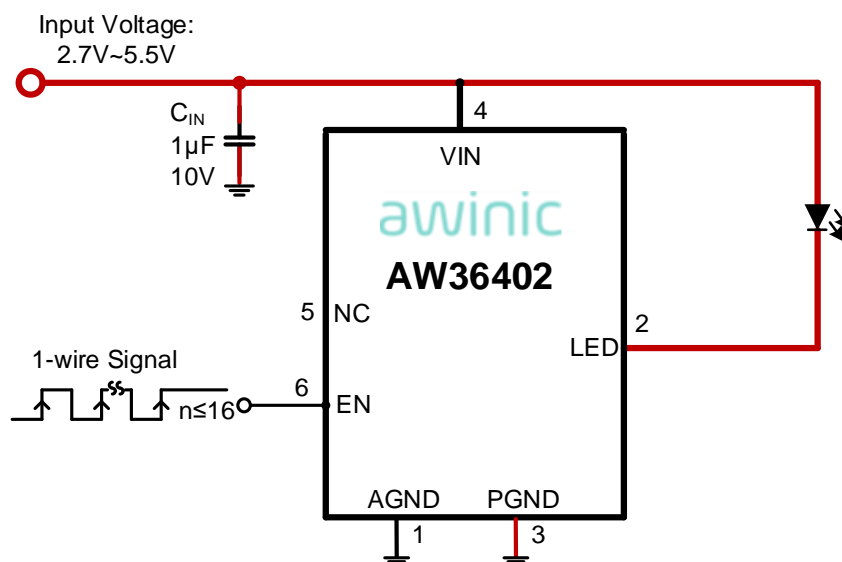 Input Voltage:
2.7V~5.5V
4
C_IN
1μF
10V
VIN
awinic
AW36402
5
NC
2
LED
1-wire Signal
6
n≤16
EN
AGND
PGND
1
3